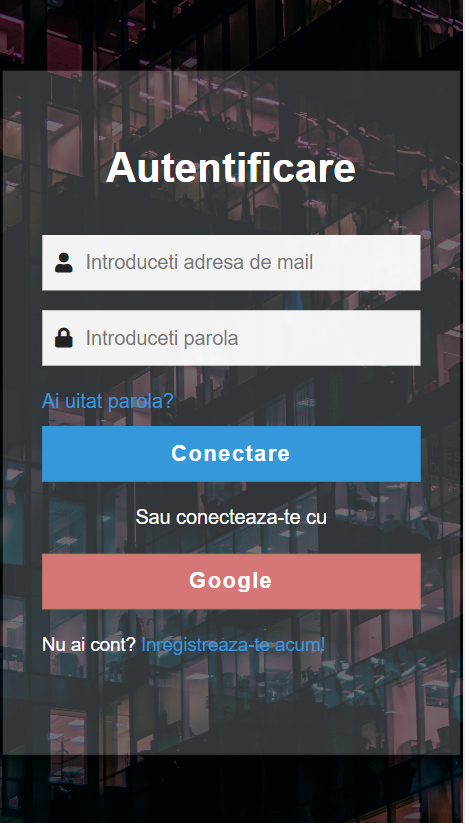 Autentificare
Introduceti adresa de mail
Introduceti parola
Ai uitat parola?
Conectare
Sau conecteaza-te cu
Google
Nu ai cont? Inregistreaza-te acum!